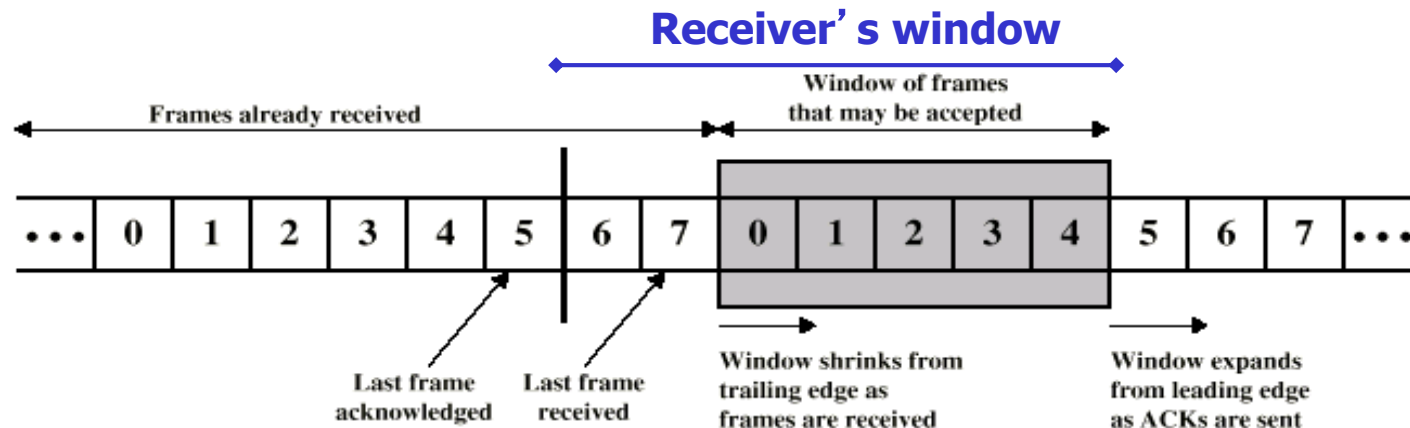 Receiver's window
Window of frames
that may be accepted
Frames already received
••• 0 1 2 3 4 5 6 7 0 1 2 3 4 5 6 7 •••
Last frame
acknowledged
Last frame
received
Window shrinks from
trailing edge as
frames are received
Window expands
from leading edge
as ACKs are sent